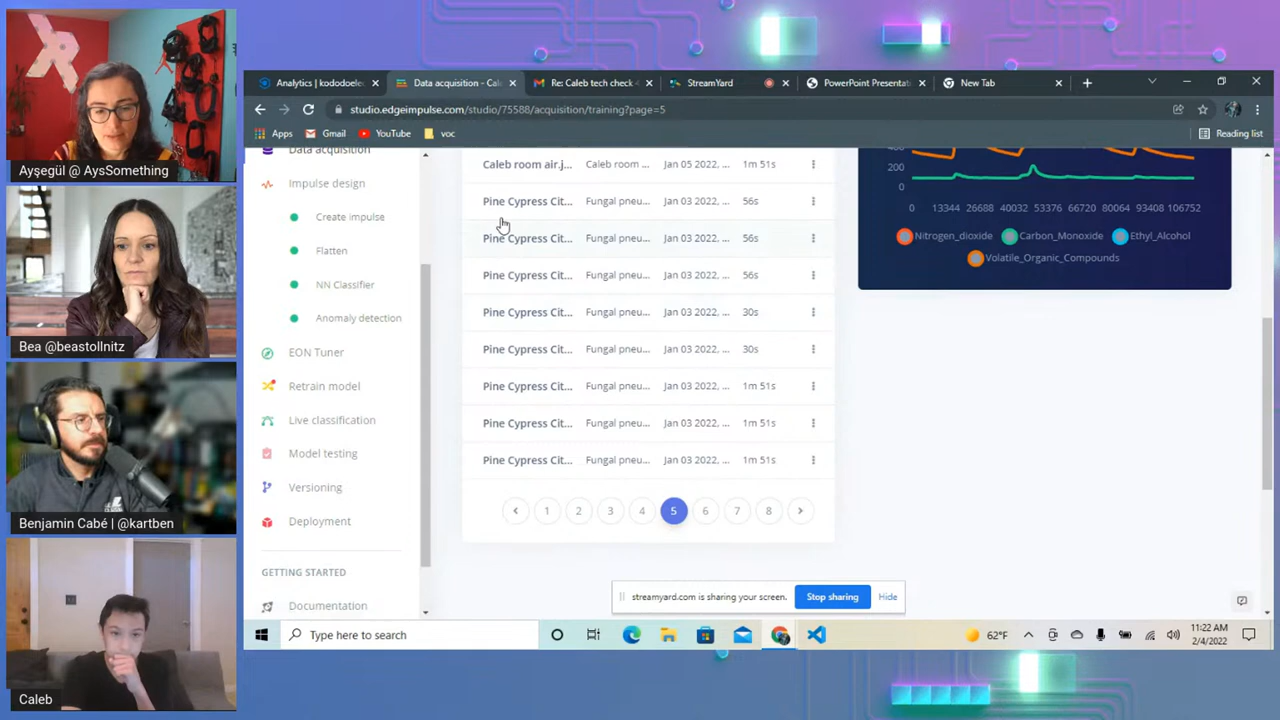 Ayşegül @ AysSomething
Bea @beastollnitz
Benjamin Cabé | @kartben
Caleb
Analytics | kododoele
Data acquisition - Cale
Re: Caleb tech check -
StreamYard
PowerPoint Presentati
New Tab
studio.edgeimpulse.com/studio/75588/acquisition/training?page=5
Apps
Gmail
YouTube
voc
Reading list
Data acquisition
Impulse design
Create impulse
Flatten
NN Classifier
Anomaly detection
EON Tuner
Retrain model
Live classification
Model testing
Versioning
Deployment
GETTING STARTED
Documentation
Caleb room air.j... Caleb room ... Jan 05 2022, ... 1m 51s
Pine Cypress Cit... Fungal pneu... Jan 03 2022, ... 56s
Pine Cypress Cit... Fungal pneu... Jan 03 2022, ... 56s
Pine Cypress Cit... Fungal pneu... Jan 03 2022, ... 56s
Pine Cypress Cit... Fungal pneu... Jan 03 2022, ... 30s
Pine Cypress Cit... Fungal pneu... Jan 03 2022, ... 30s
Pine Cypress Cit... Fungal pneu... Jan 03 2022, ... 1m 51s
Pine Cypress Cit... Fungal pneu... Jan 03 2022, ... 1m 51s
Pine Cypress Cit... Fungal pneu... Jan 03 2022, ... 1m 51s
1 2 3 4 5 6 7 8
400
200
0
0 13344 26688 40032 53376 66720 80064 93408 106752
Nitrogen_dioxide Carbon_Monoxide Ethyl_Alcohol
Volatile_Organic_Compounds
streamyard.com is sharing your screen. Stop sharing Hide
Type here to search
62°F
11:22 AM
2/4/2022